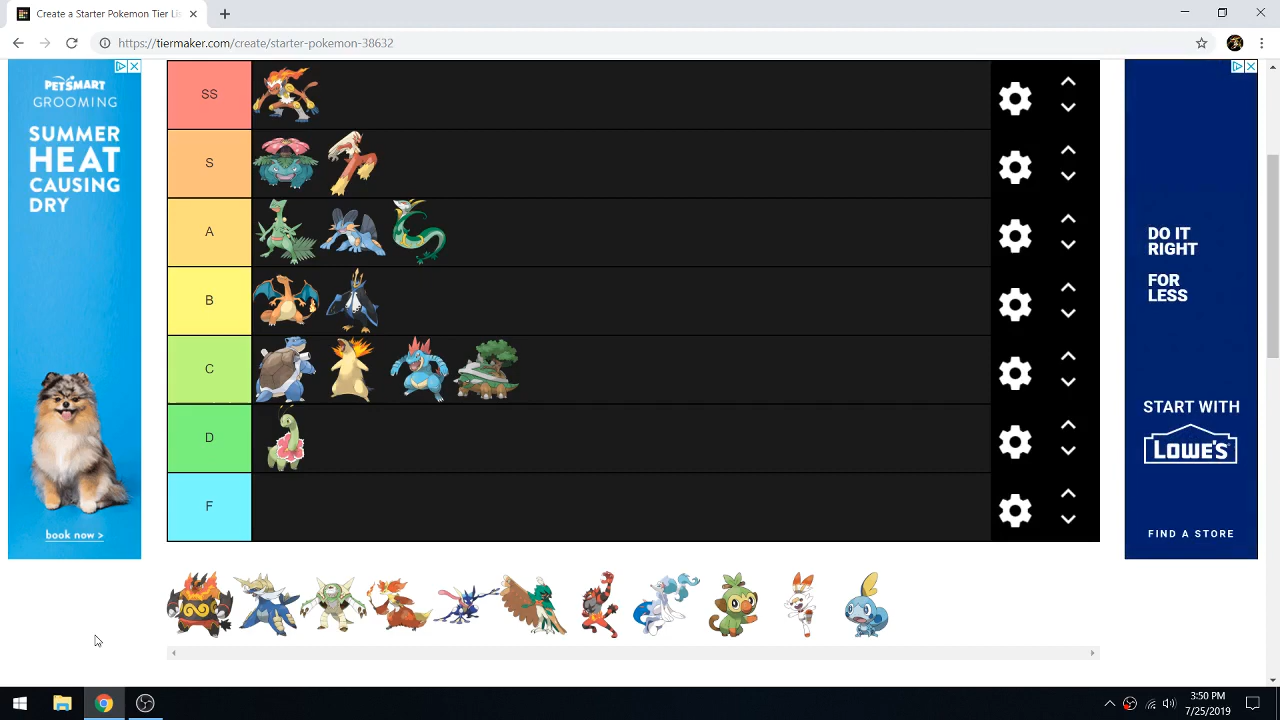 Create a Starter Pokemon Tier Lis
https://tiermaker.com/create/starter-pokemon-38632
PETSMART
GROOMING
SUMMER
HEAT
CAUSING
DRY
book now >
SS
S
A
B
C
D
F
DO IT
RIGHT
FOR
LESS
START WITH
LOWE'S
FIND A STORE
3:50 PM
7/25/2019